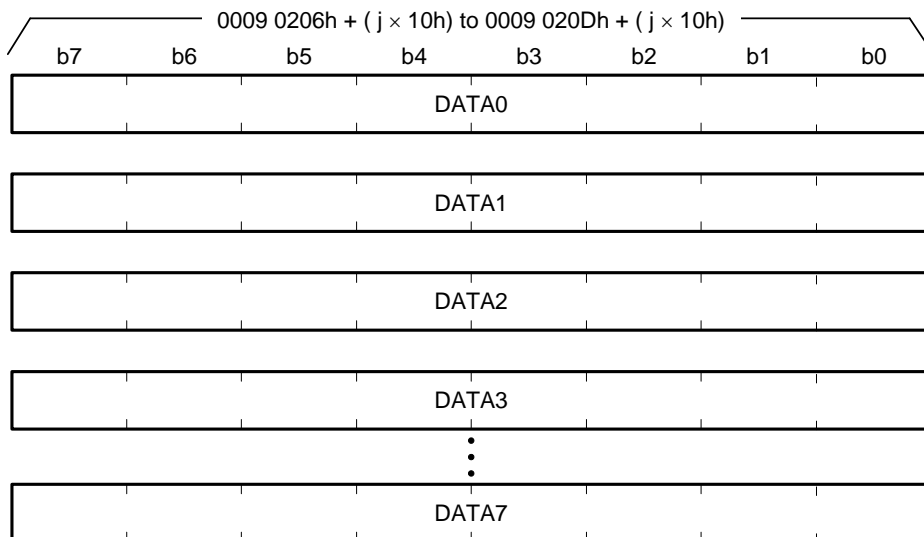 0009 0206h + ( j × 10h) to 0009 020Dh + ( j × 10h)
b7 b6 b5 b4 b3 b2 b1 b0
DATA0
DATA1
DATA2
DATA3
DATA7